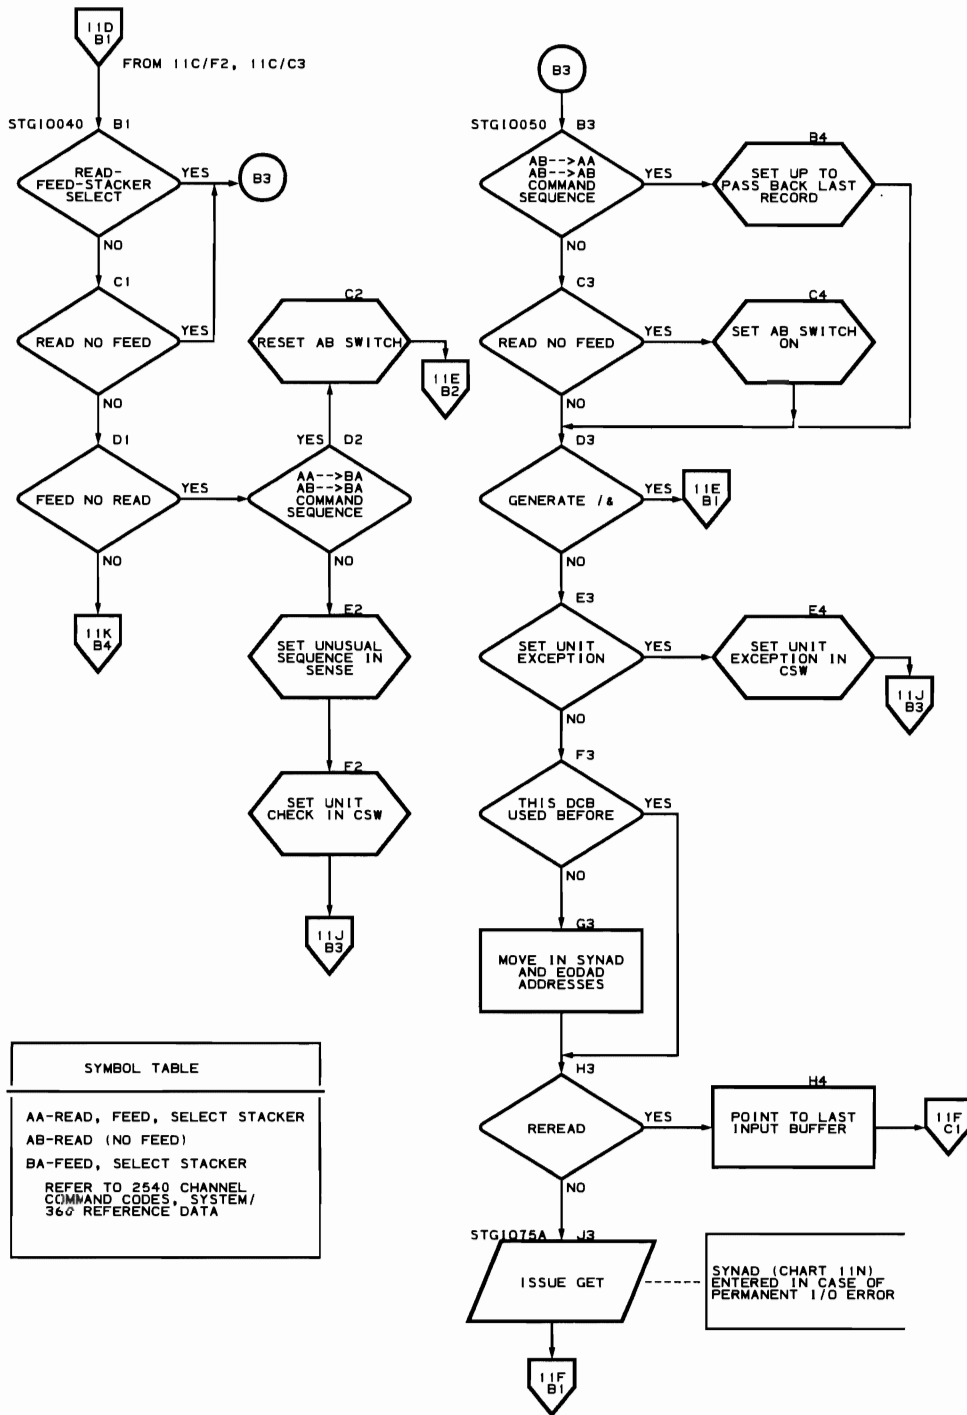 11D
B1
FROM 11C/F2, 11C/C3
STGIO040 B1
READ-
FEED-STACKER
SELECT
YES
B3
NO
C1
READ NO FEED
YES
NO
D1
FEED NO READ
YES
NO
11K
B4
C2
RESET AB SWITCH
11E
B2
YES D2
AA-->BA
AB-->BA
COMMAND
SEQUENCE
NO
E2
SET UNUSUAL
SEQUENCE IN
SENSE
F2
SET UNIT
CHECK IN CSW
11J
B3
SYMBOL TABLE
AA-READ, FEED, SELECT STACKER
AB-READ (NO FEED)
BA-FEED, SELECT STACKER
REFER TO 2540 CHANNEL
COMMAND CODES, SYSTEM/
360 REFERENCE DATA
B3
STGIO050 B3
AB-->AA
AB-->AB
COMMAND
SEQUENCE
YES
NO
B4
SET UP TO
PASS BACK LAST
RECORD
C3
READ NO FEED
YES
NO
C4
SET AB SWITCH
ON
D3
GENERATE /&
YES
11E
B1
NO
E3
SET UNIT
EXCEPTION
YES
NO
E4
SET UNIT
EXCEPTION IN
CSW
11J
B3
F3
THIS DCB
USED BEFORE
YES
NO
G3
MOVE IN SYNAD
AND EODAD
ADDRESSES
H3
REREAD
YES
NO
H4
POINT TO LAST
INPUT BUFFER
11F
C1
STGIO75A J3
ISSUE GET
SYNAD (CHART 11N)
ENTERED IN CASE OF
PERMANENT I/O ERROR
11F
B1